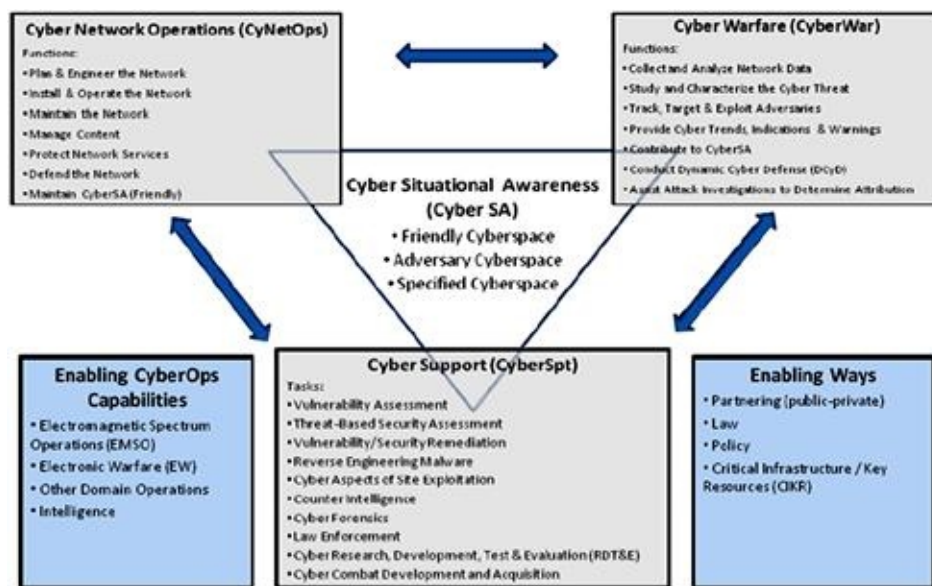 Cyber Network Operations (CyNetOps)
Functions:
•Plan & Engineer the Network
•Install & Operate the Network
•Maintain the Network
•Manage Content
•Protect Network Services
•Defend the Network
•Maintain CyberSA (Friendly)
Cyber Warfare (CyberWar)
Functions:
•Collect and Analyze Network Data
•Study and Characterize the Cyber Threat
•Track, Target & Exploit Adversaries
•Provide Cyber Trends, Indications & Warnings
•Contribute to CyberSA
•Conduct Dynamic Cyber Defense (DCyD)
•Assist Attack Investigations to Determine Attribution
Cyber Situational Awareness
(Cyber SA)
• Friendly Cyberspace
• Adversary Cyberspace
• Specified Cyberspace
Enabling CyberOps
Capabilities
• Electromagnetic Spectrum
Operations (EMSO)
• Electronic Warfare (EW)
• Other Domain Operations
• Intelligence
Cyber Support (CyberSpt)
Tasks:
•Vulnerability Assessment
•Threat-Based Security Assessment
•Vulnerability/Security Remediation
•Reverse Engineering Malware
•Cyber Aspects of Site Exploitation
•Counter Intelligence
•Cyber Forensics
•Law Enforcement
•Cyber Research, Development, Test & Evaluation (RDT&E)
•Cyber Combat Development and Acquisition
Enabling Ways
• Partnering (public-private)
• Law
• Policy
• Critical Infrastructure / Key
Resources (CIKR)